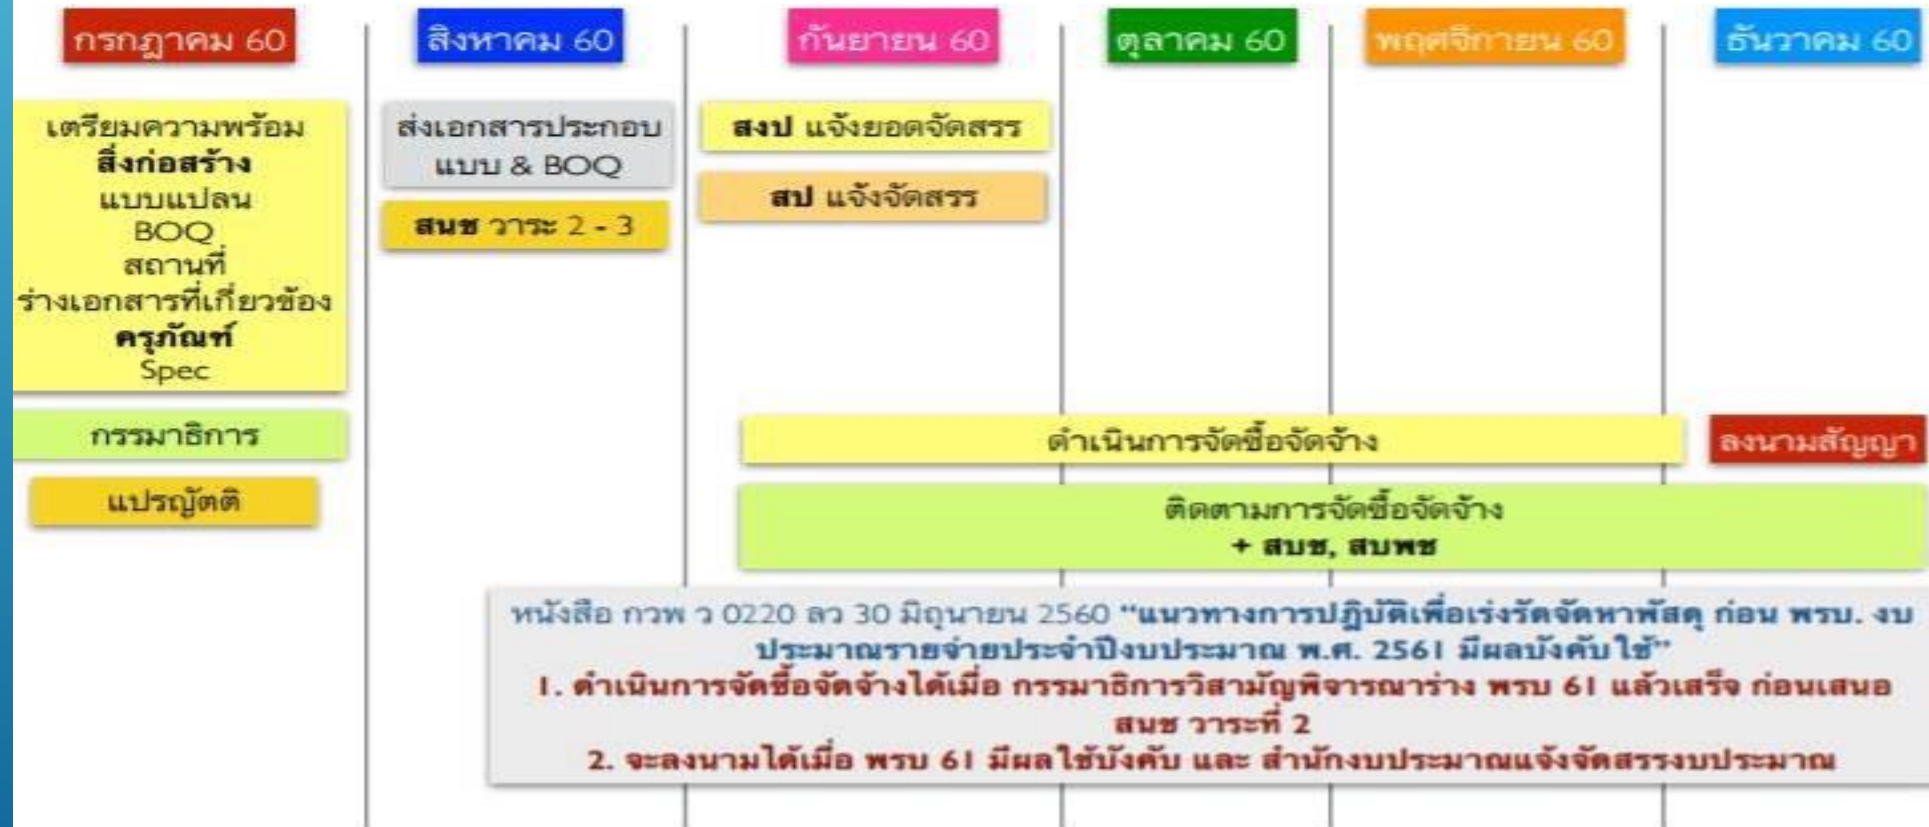 กรกฎาคม 60
สิงหาคม 60
กันยายน 60
ตุลาคม 60
พฤศจิกายน 60
ธันวาคม 60
เตรียมความพร้อม
สิ่งก่อสร้าง
แบบแปลน
BOQ
สถานที่
ร่างเอกสารที่เกี่ยวข้อง
ครุภัณฑ์
Spec
กรรมาธิการ
แปรญัตติ
ส่งเอกสารประกอบ
แบบ & BOQ
สนช วาระ 2 - 3
สงป แจ้งยอดจัดสรร
สป แจ้งจัดสรร
ดำเนินการจัดซื้อจัดจ้าง
ลงนามสัญญา
ติดตามการจัดซื้อจัดจ้าง
+ สบช, สบพช
หนังสือ กวพ ว 0220 ลว 30 มิถุนายน 2560 “แนวทางการปฏิบัติเพื่อเร่งรัดจัดหาพัสดุ ก่อน พรบ. งบ
ประมาณรายจ่ายประจำปีงบประมาณ พ.ศ. 2561 มีผลบังคับใช้”
1. ดำเนินการจัดซื้อจัดจ้างได้เมื่อ กรรมาธิการวิสามัญพิจารณาร่าง พรบ 61 แล้วเสร็จ ก่อนเสนอ
สนช วาระที่ 2
2. จะลงนามได้เมื่อ พรบ 61 มีผลใช้บังคับ และ สำนักงบประมาณแจ้งจัดสรรงบประมาณ